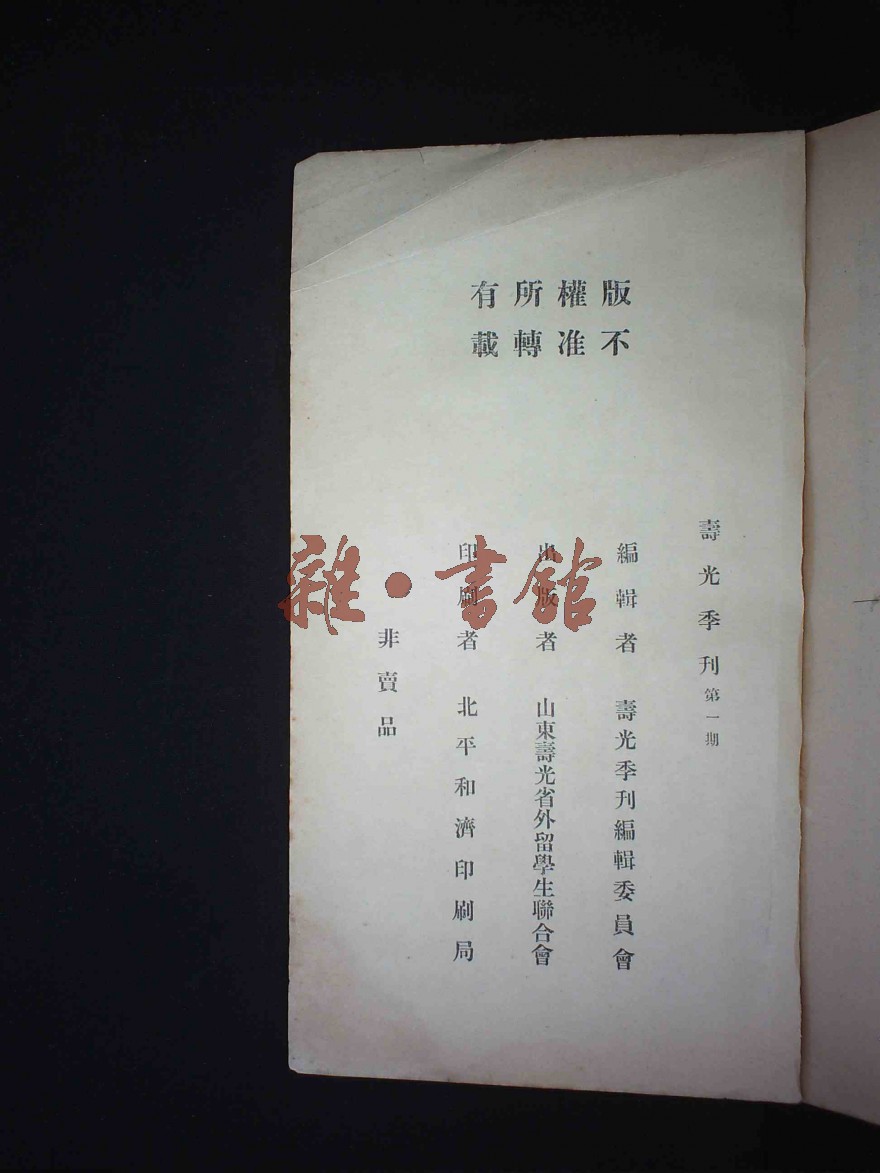 版權所有
不准轉載
壽光季刊第一期
編輯者 壽光季刊編輯委員會
出版者 山東壽光省外留學生聯合會
印刷者 北平和濟印刷局
非賣品
雜·書館